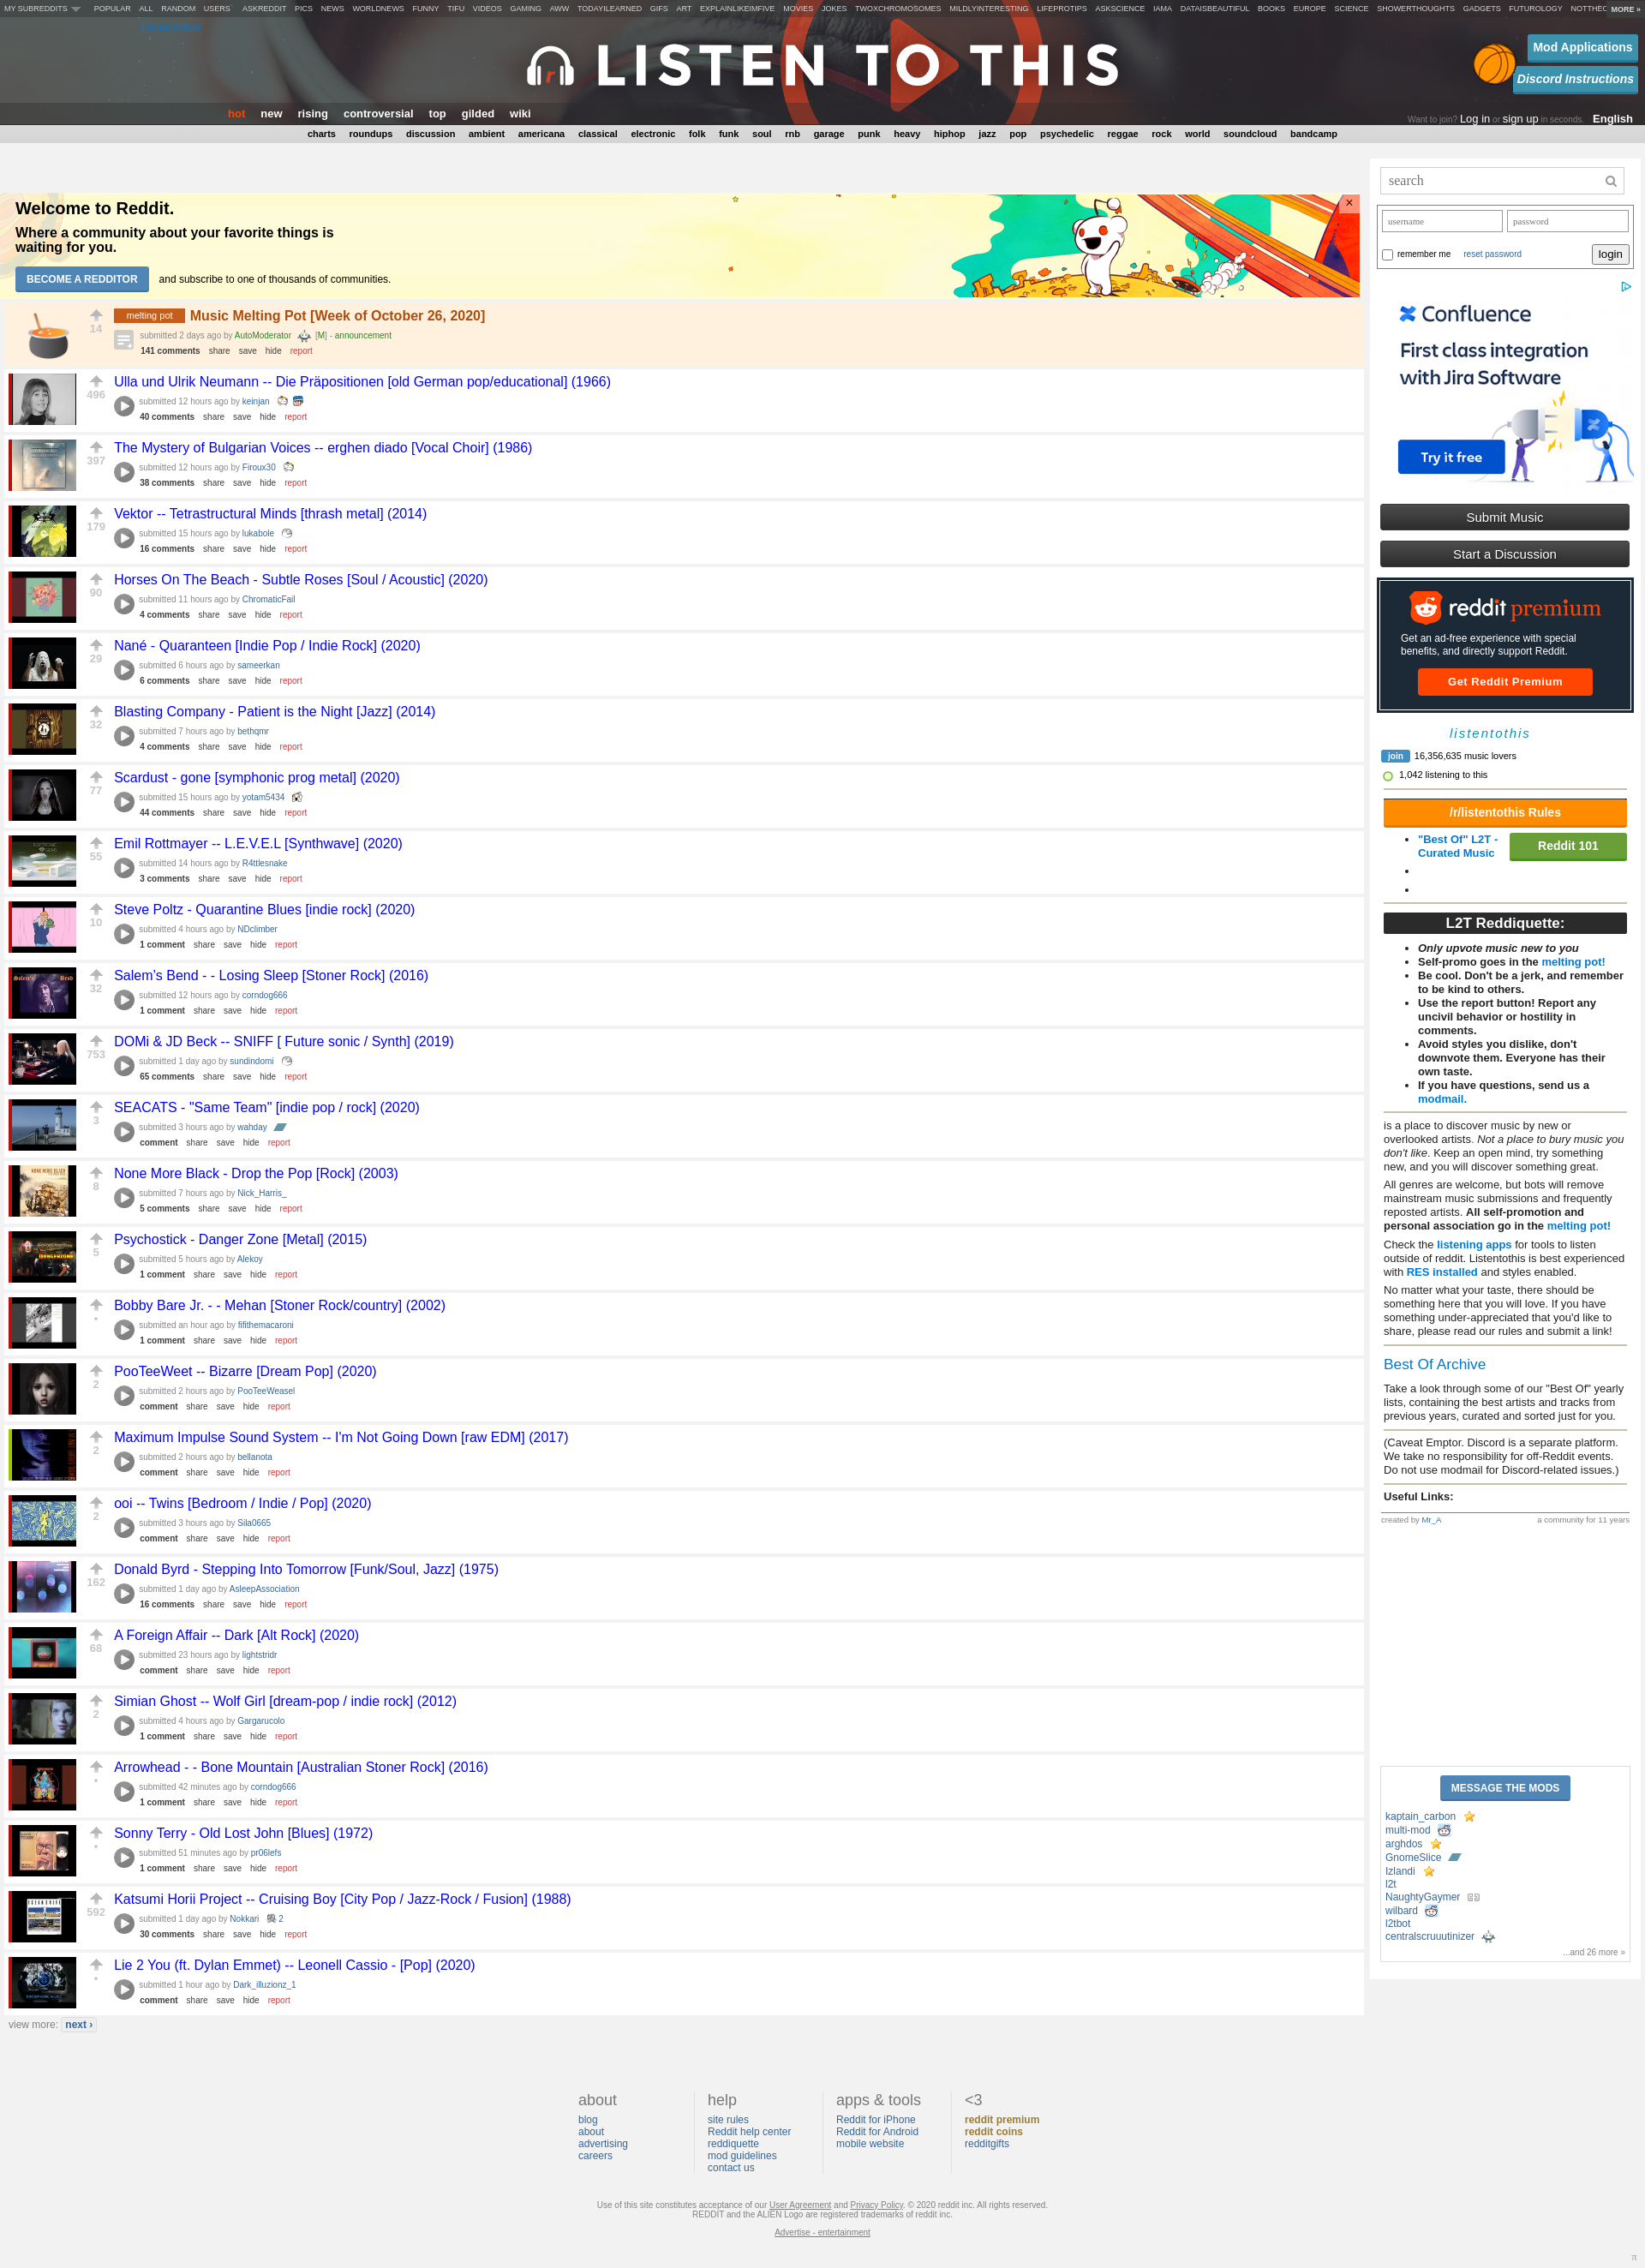 MY SUBREDDITS POPULAR ALL RANDOM USERS ASKREDDIT PICS NEWS WORLDNEWS FUNNY TIFU VIDEOS GAMING AWW TODAYILEARNED GIFS ART EXPLAINLIKEIMFIVE MOVIES JOKES TWOXCHROMOSOMES MILDLYINTERESTING LIFEPROTIPS ASKSCIENCE IAMA DATAISBEAUTIFUL BOOKS EUROPE SCIENCE SHOWERTHOUGHTS GADGETS FUTUROLOGY NOTTHEO MORE »
LISTEN TO THIS
Mod Applications
Discord Instructions
hot new rising controversial top gilded wiki
Want to join? Log in or sign up in seconds. English
charts roundups discussion ambient americana classical electronic folk funk soul rnb garage punk heavy hiphop jazz pop psychedelic reggae rock world soundcloud bandcamp
Welcome to Reddit.
Where a community about your favorite things is
waiting for you.
BECOME A REDDITOR and subscribe to one of thousands of communities.
×
14
melting pot Music Melting Pot [Week of October 26, 2020]
submitted 2 days ago by AutoModerator [M] - announcement
141 comments share save hide report
496
Ulla und Ulrik Neumann -- Die Präpositionen [old German pop/educational] (1966)
submitted 12 hours ago by keinjan
40 comments share save hide report
397
The Mystery of Bulgarian Voices -- erghen diado [Vocal Choir] (1986)
submitted 12 hours ago by Firoux30
38 comments share save hide report
179
Vektor -- Tetrastructural Minds [thrash metal] (2014)
submitted 15 hours ago by lukabole
16 comments share save hide report
90
Horses On The Beach - Subtle Roses [Soul / Acoustic] (2020)
submitted 11 hours ago by ChromaticFail
4 comments share save hide report
29
Nané - Quaranteen [Indie Pop / Indie Rock] (2020)
submitted 6 hours ago by sameerkan
6 comments share save hide report
32
Blasting Company - Patient is the Night [Jazz] (2014)
submitted 7 hours ago by bethqmr
4 comments share save hide report
77
Scardust - gone [symphonic prog metal] (2020)
submitted 15 hours ago by yotam5434
44 comments share save hide report
55
Emil Rottmayer -- L.E.V.E.L [Synthwave] (2020)
submitted 14 hours ago by R4ttlesnake
3 comments share save hide report
10
Steve Poltz - Quarantine Blues [indie rock] (2020)
submitted 4 hours ago by NDclimber
1 comment share save hide report
32
Salem's Bend - - Losing Sleep [Stoner Rock] (2016)
submitted 12 hours ago by corndog666
1 comment share save hide report
753
DOMi & JD Beck -- SNIFF [ Future sonic / Synth] (2019)
submitted 1 day ago by sundindomi
65 comments share save hide report
3
SEACATS - "Same Team" [indie pop / rock] (2020)
submitted 3 hours ago by wahday
comment share save hide report
8
None More Black - Drop the Pop [Rock] (2003)
submitted 7 hours ago by Nick_Harris_
5 comments share save hide report
5
Psychostick - Danger Zone [Metal] (2015)
submitted 5 hours ago by Alekoy
1 comment share save hide report
•
Bobby Bare Jr. - - Mehan [Stoner Rock/country] (2002)
submitted an hour ago by fifithemacaroni
1 comment share save hide report
2
PooTeeWeet -- Bizarre [Dream Pop] (2020)
submitted 2 hours ago by PooTeeWeasel
comment share save hide report
2
Maximum Impulse Sound System -- I'm Not Going Down [raw EDM] (2017)
submitted 2 hours ago by bellanota
comment share save hide report
2
ooi -- Twins [Bedroom / Indie / Pop] (2020)
submitted 3 hours ago by Sila0665
comment share save hide report
162
Donald Byrd - Stepping Into Tomorrow [Funk/Soul, Jazz] (1975)
submitted 1 day ago by AsleepAssociation
16 comments share save hide report
68
A Foreign Affair -- Dark [Alt Rock] (2020)
submitted 23 hours ago by lightstridr
comment share save hide report
2
Simian Ghost -- Wolf Girl [dream-pop / indie rock] (2012)
submitted 4 hours ago by Gargarucolo
1 comment share save hide report
•
Arrowhead - - Bone Mountain [Australian Stoner Rock] (2016)
submitted 42 minutes ago by corndog666
1 comment share save hide report
•
Sonny Terry - Old Lost John [Blues] (1972)
submitted 51 minutes ago by pr06lefs
1 comment share save hide report
592
Katsumi Horii Project -- Cruising Boy [City Pop / Jazz-Rock / Fusion] (1988)
submitted 1 day ago by Nokkari 2
30 comments share save hide report
•
Lie 2 You (ft. Dylan Emmet) -- Leonell Cassio - [Pop] (2020)
submitted 1 hour ago by Dark_illuzionz_1
comment share save hide report
view more: next ›
search
username password
remember me reset password login
Confluence
First class integration
with Jira Software
Try it free
Submit Music
Start a Discussion
reddit premium
Get an ad-free experience with special
benefits, and directly support Reddit.
Get Reddit Premium
listentothis
join 16,356,635 music lovers
1,042 listening to this
/r/listentothis Rules
"Best Of" L2T -
Curated Music
Reddit 101
L2T Reddiquette:
Only upvote music new to you
Self-promo goes in the melting pot!
Be cool. Don't be a jerk, and remember
to be kind to others.
Use the report button! Report any
uncivil behavior or hostility in
comments.
Avoid styles you dislike, don't
downvote them. Everyone has their
own taste.
If you have questions, send us a
modmail.
is a place to discover music by new or
overlooked artists. Not a place to bury music you
don't like. Keep an open mind, try something
new, and you will discover something great.
All genres are welcome, but bots will remove
mainstream music submissions and frequently
reposted artists. All self-promotion and
personal association go in the melting pot!
Check the listening apps for tools to listen
outside of reddit. Listentothis is best experienced
with RES installed and styles enabled.
No matter what your taste, there should be
something here that you will love. If you have
something under-appreciated that you'd like to
share, please read our rules and submit a link!
Best Of Archive
Take a look through some of our "Best Of" yearly
lists, containing the best artists and tracks from
previous years, curated and sorted just for you.
(Caveat Emptor. Discord is a separate platform.
We take no responsibility for off-Reddit events.
Do not use modmail for Discord-related issues.)
Useful Links:
created by Mr_A a community for 11 years
MESSAGE THE MODS
kaptain_carbon
multi-mod
arghdos
GnomeSlice
Izlandi
l2t
NaughtyGaymer
wilbard
l2tbot
centralscruuutinizer
...and 26 more »
about
blog
about
advertising
careers
help
site rules
Reddit help center
reddiquette
mod guidelines
contact us
apps & tools
Reddit for iPhone
Reddit for Android
mobile website
<3
reddit premium
reddit coins
redditgifts
Use of this site constitutes acceptance of our User Agreement and Privacy Policy. © 2020 reddit inc. All rights reserved.
REDDIT and the ALIEN Logo are registered trademarks of reddit inc.
Advertise - entertainment
π